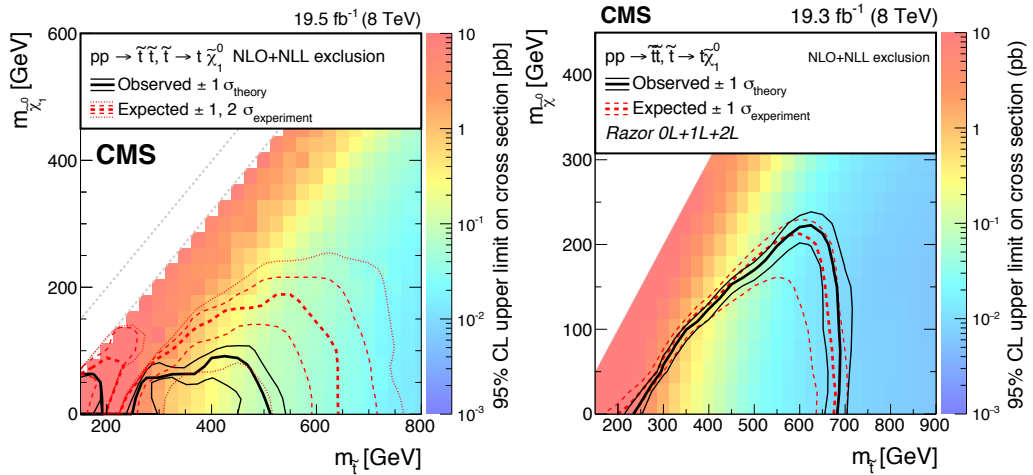 19.5 fb⁻¹ (8 TeV)
pp → t̃ t̃, t̃ → t χ̃₁⁰ NLO+NLL exclusion
Observed ± 1 σ_theory
Expected ± 1, 2 σ_experiment
CMS
m_χ̃₁⁰ [GeV]
600
400
200
0
200 400 600 800
m_t̃ [GeV]
10
1
10⁻¹
10⁻²
10⁻³
95% CL upper limit on cross section [pb]
CMS 19.3 fb⁻¹ (8 TeV)
pp → t̃t̃, t̃ → tχ̃₁⁰ NLO+NLL exclusion
Observed ± 1 σ_theory
Expected ± 1 σ_experiment
Razor 0L+1L+2L
m_χ̃⁰ [GeV]
400
300
200
100
0
200 300 400 500 600 700 800 900
m_t̃ [GeV]
10
1
10⁻¹
10⁻²
10⁻³
95% CL upper limit on cross section (pb)